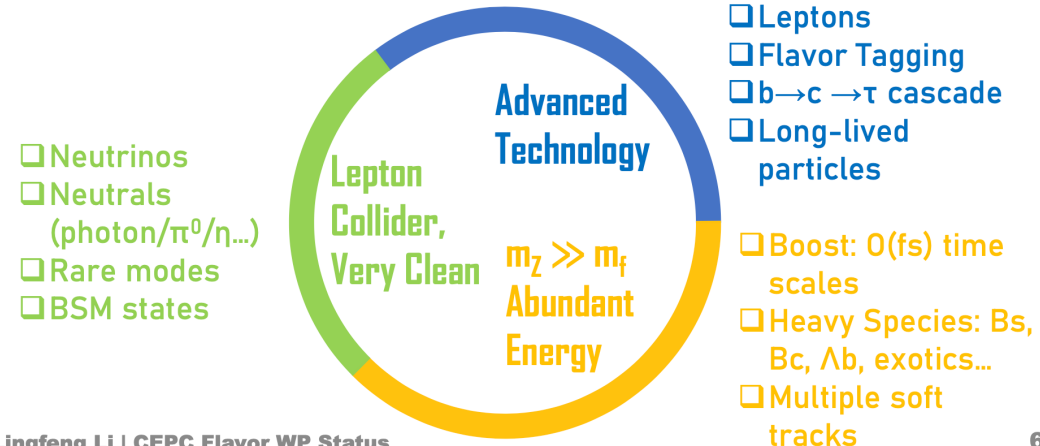 Neutrinos
Neutrals
(photon/π⁰/η…)
Rare modes
BSM states
Lepton
Collider,
Very Clean
Advanced
Technology
m_Z ≫ m_f
Abundant
Energy
Leptons
Flavor Tagging
b→c →τ cascade
Long-lived
particles
Boost: O(fs) time
scales
Heavy Species: Bs,
Bc, Λb, exotics…
Multiple soft
tracks
ingfeng Li | CEPC Flavor WP Status
6